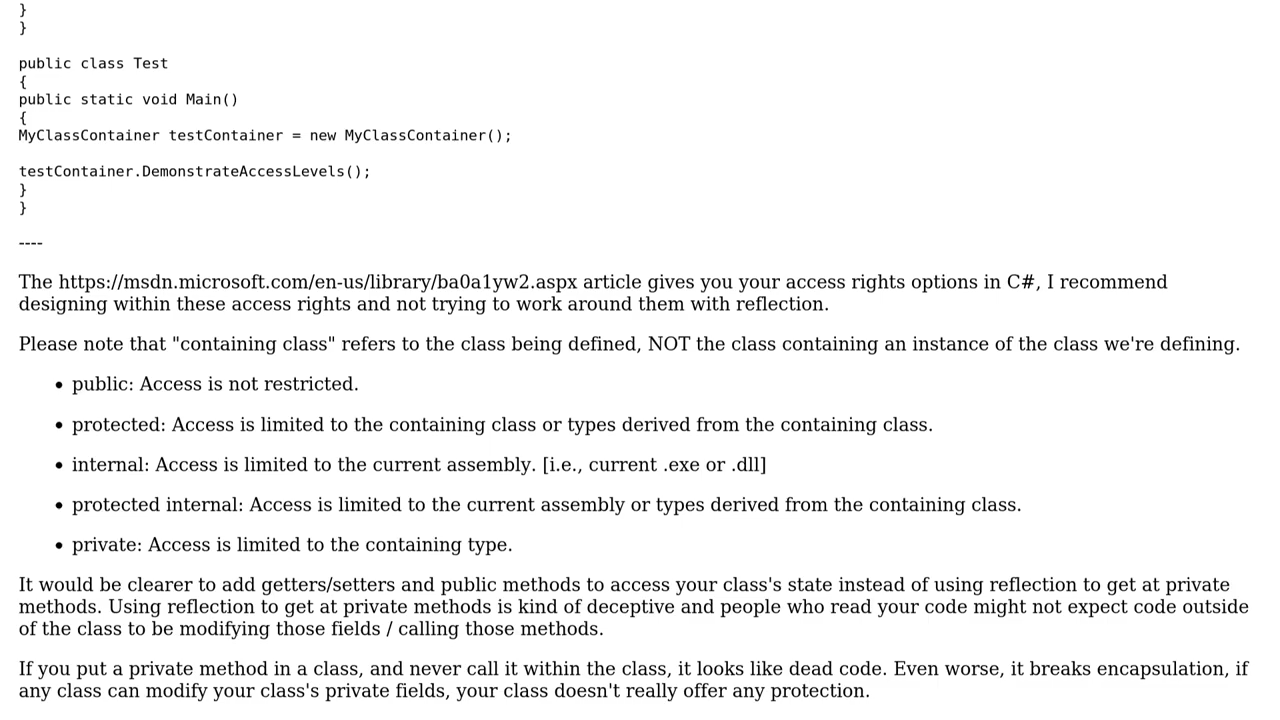 }
}
public class Test
{
public static void Main()
{
MyClassContainer testContainer = new MyClassContainer();
testContainer.DemonstrateAccessLevels();
}
}
----
The https://msdn.microsoft.com/en-us/library/ba0a1yw2.aspx article gives you your access rights options in C#, I recommend
designing within these access rights and not trying to work around them with reflection.
Please note that "containing class" refers to the class being defined, NOT the class containing an instance of the class we're defining.
• public: Access is not restricted.
• protected: Access is limited to the containing class or types derived from the containing class.
• internal: Access is limited to the current assembly. [i.e., current .exe or .dll]
• protected internal: Access is limited to the current assembly or types derived from the containing class.
• private: Access is limited to the containing type.
It would be clearer to add getters/setters and public methods to access your class's state instead of using reflection to get at private
methods. Using reflection to get at private methods is kind of deceptive and people who read your code might not expect code outside
of the class to be modifying those fields / calling those methods.
If you put a private method in a class, and never call it within the class, it looks like dead code. Even worse, it breaks encapsulation, if
any class can modify your class's private fields, your class doesn't really offer any protection.